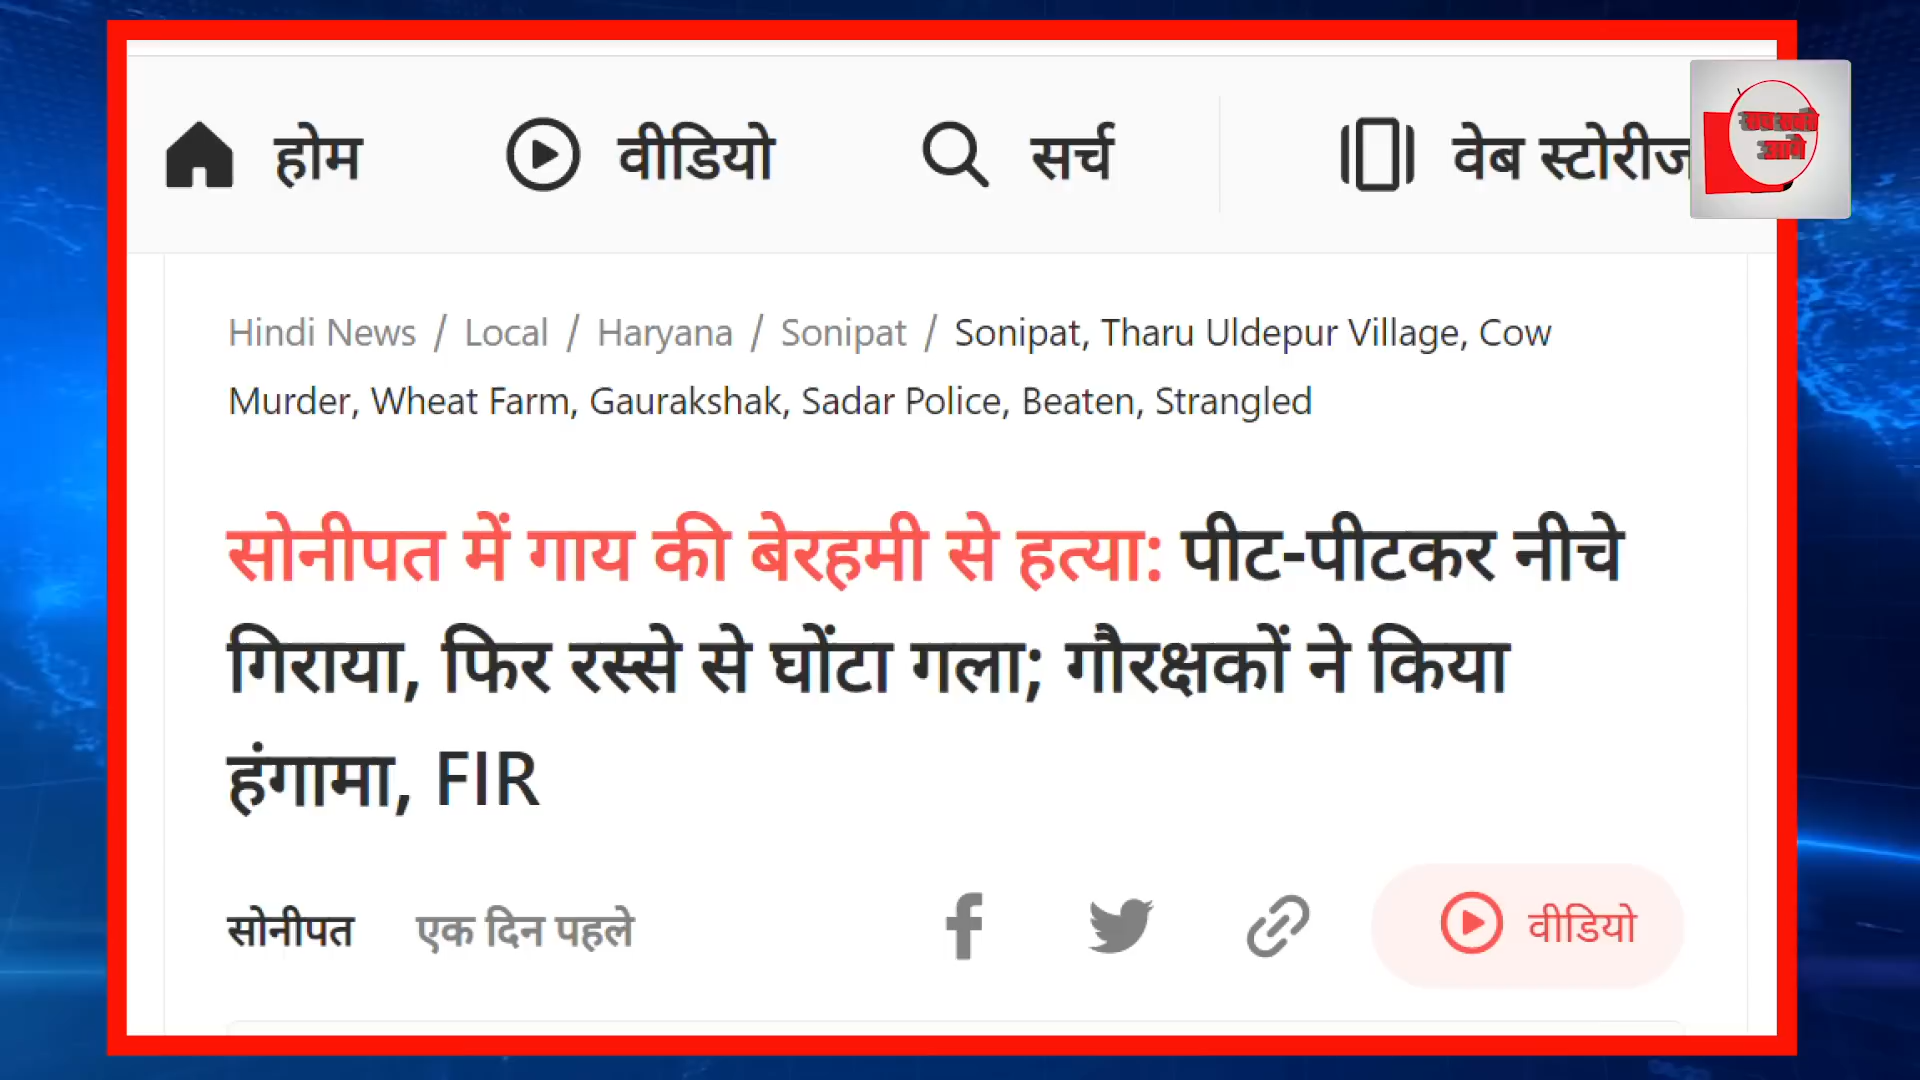 होम वीडियो सर्च वेब स्टोरीज
Hindi News / Local / Haryana / Sonipat / Sonipat, Tharu Uldepur Village, Cow
Murder, Wheat Farm, Gaurakshak, Sadar Police, Beaten, Strangled
सोनीपत में गाय की बेरहमी से हत्या: पीट-पीटकर नीचे
गिराया, फिर रस्से से घोंटा गला; गौरक्षकों ने किया
हंगामा, FIR
सोनीपत एक दिन पहले वीडियो